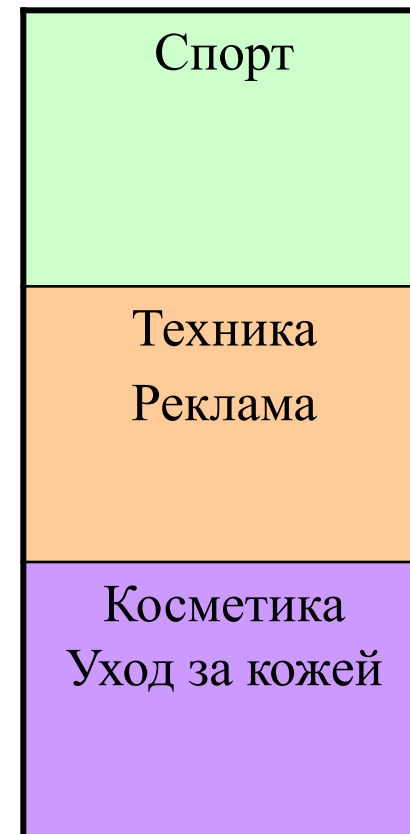 Спорт
Техника
Реклама
Косметика
Уход за кожей